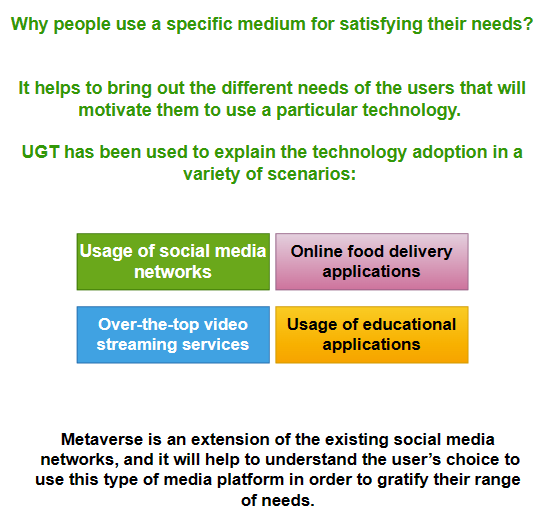 Why people use a specific medium for satisfying their needs?
It helps to bring out the different needs of the users that will
motivate them to use a particular technology.
UGT has been used to explain the technology adoption in a
variety of scenarios:
Usage of social media
networks
Online food delivery
applications
Over-the-top video
streaming services
Usage of educational
applications
Metaverse is an extension of the existing social media
networks, and it will help to understand the user’s choice to
use this type of media platform in order to gratify their range
of needs.